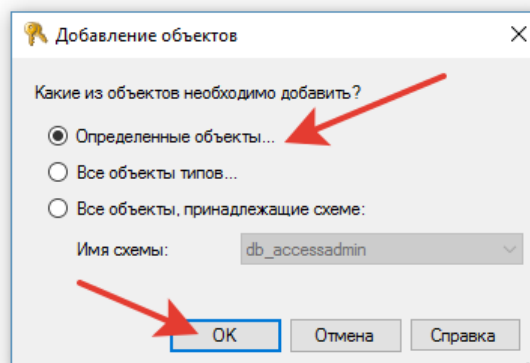 Добавление объектов
Какие из объектов необходимо добавить?
Определенные объекты...
Все объекты типов...
Все объекты, принадлежащие схеме:
Имя схемы: db_accessadmin
OK Отмена Справка